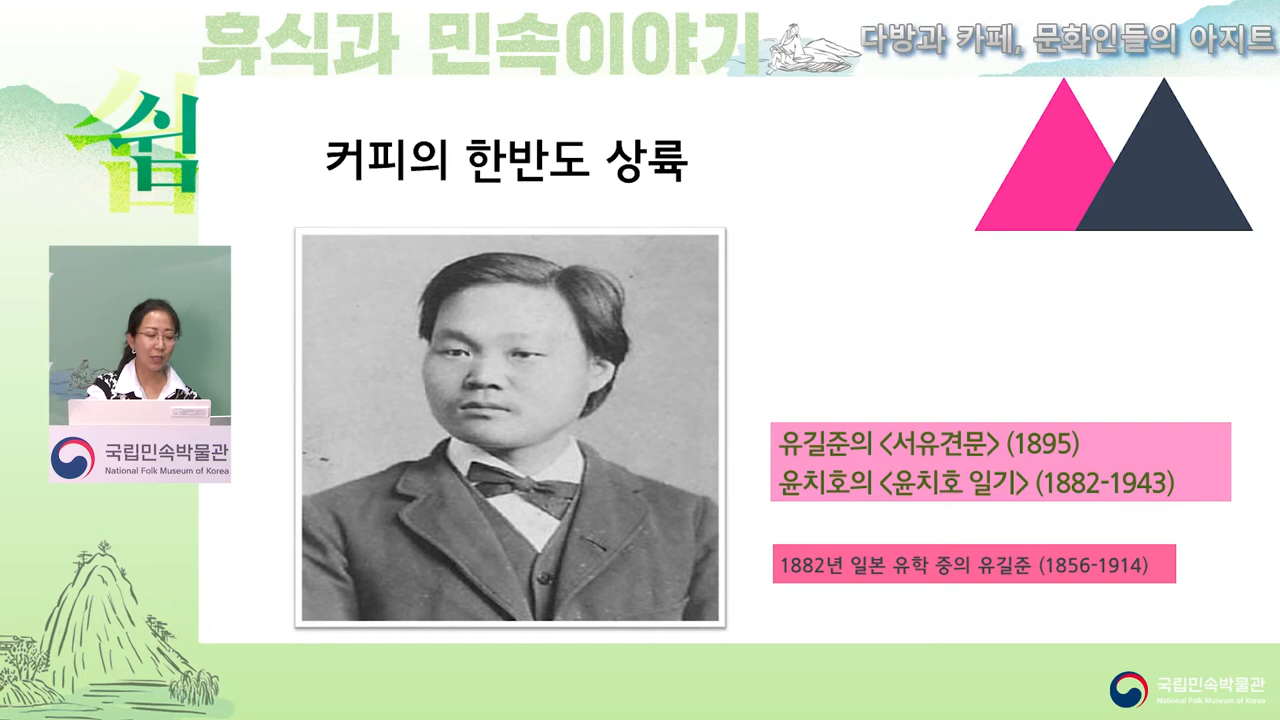 휴식과 민속이야기
다방과 카페, 문화인들의 아지트
쉼
커피의 한반도 상륙
국립민속박물관
National Folk Museum of Korea
유길준의 <서유견문> (1895)
윤치호의 <윤치호 일기> (1882-1943)
1882년 일본 유학 중의 유길준 (1856-1914)
국립민속박물관
National Folk Museum of Korea